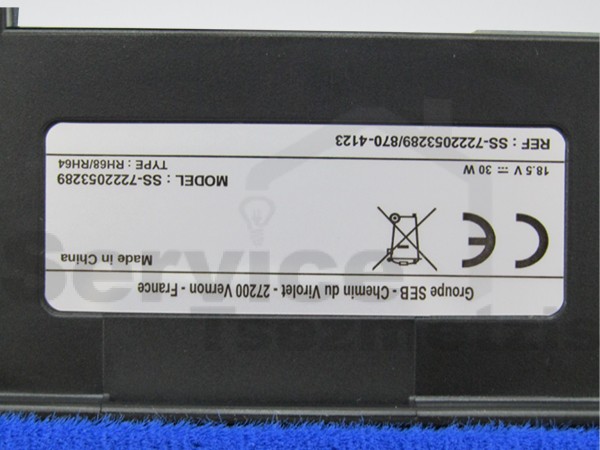 Groupe SEB - Chemin du Virolet - 27200 Vernon - France
Made in China
CE
18.5 V ⎓ 30 W
MODEL : SS-7222053289
TYPE : RH68/RH64
REF : SS-7222053289/870-4123
Service